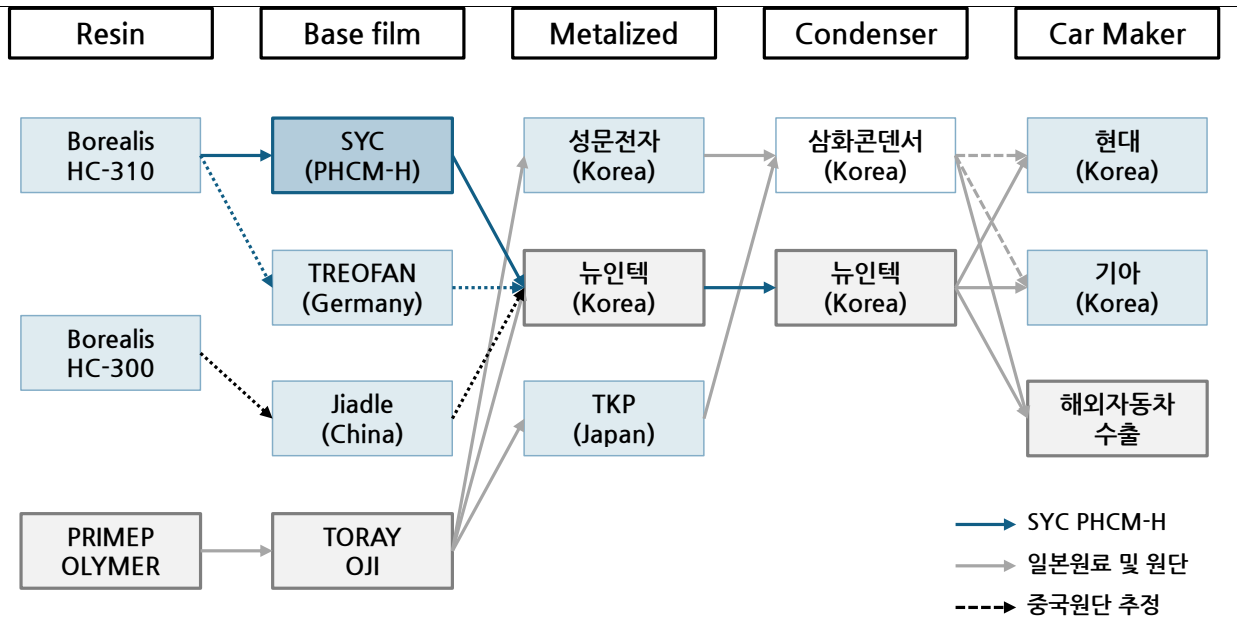 Resin
Base film
Metalized
Condenser
Car Maker
Borealis
HC-310
SYC
(PHCM-H)
성문전자
(Korea)
삼화콘덴서
(Korea)
현대
(Korea)
TREOFAN
(Germany)
뉴인텍
(Korea)
뉴인텍
(Korea)
기아
(Korea)
Borealis
HC-300
Jiadle
(China)
TKP
(Japan)
해외자동차
수출
PRIMEP
OLYMER
TORAY
OJI
SYC PHCM-H
일본원료 및 원단
중국원단 추정